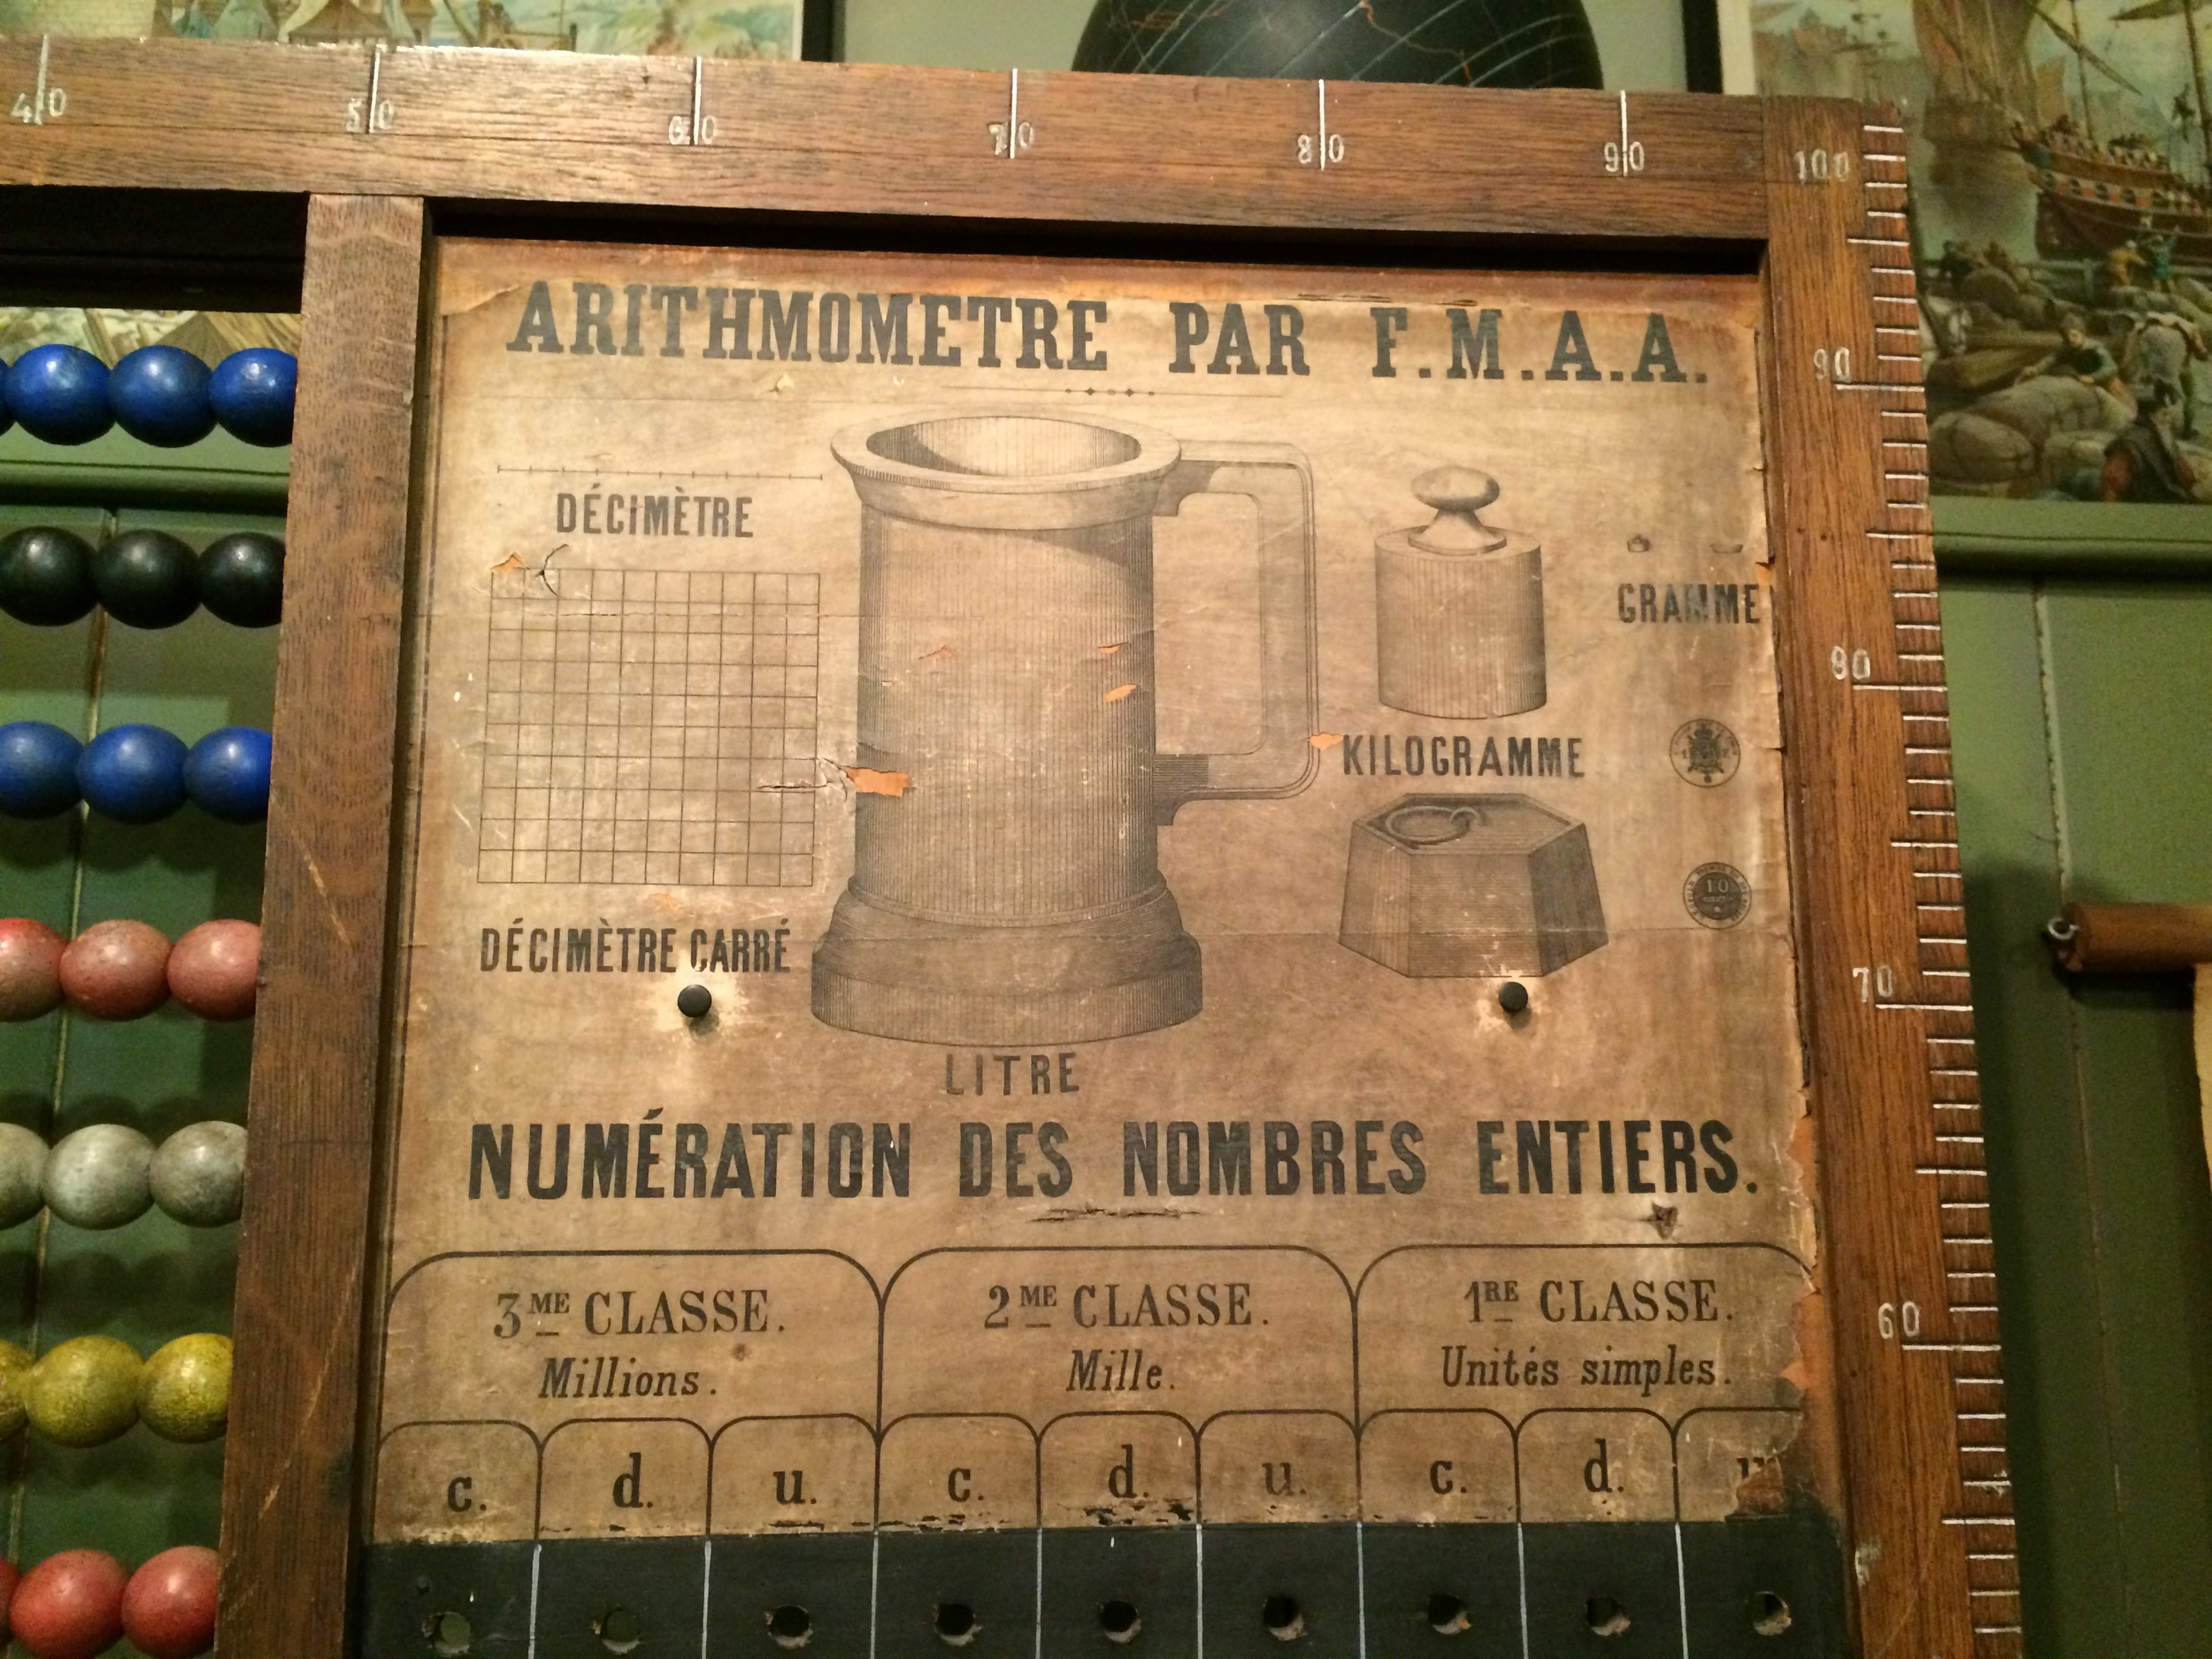 40 50 60 70 80 90 100
ARITHMOMETRE PAR F.M.A.A.
DÉCIMÈTRE
GRAMME
KILOGRAMME
10
DÉCIMÈTRE CARRÉ
LITRE
NUMÉRATION DES NOMBRES ENTIERS.
3ME CLASSE. 2ME CLASSE. 1RE CLASSE.
Millions. Mille. Unités simples.
c. d. u. c. d. u. c. d. u
90
80
70
60